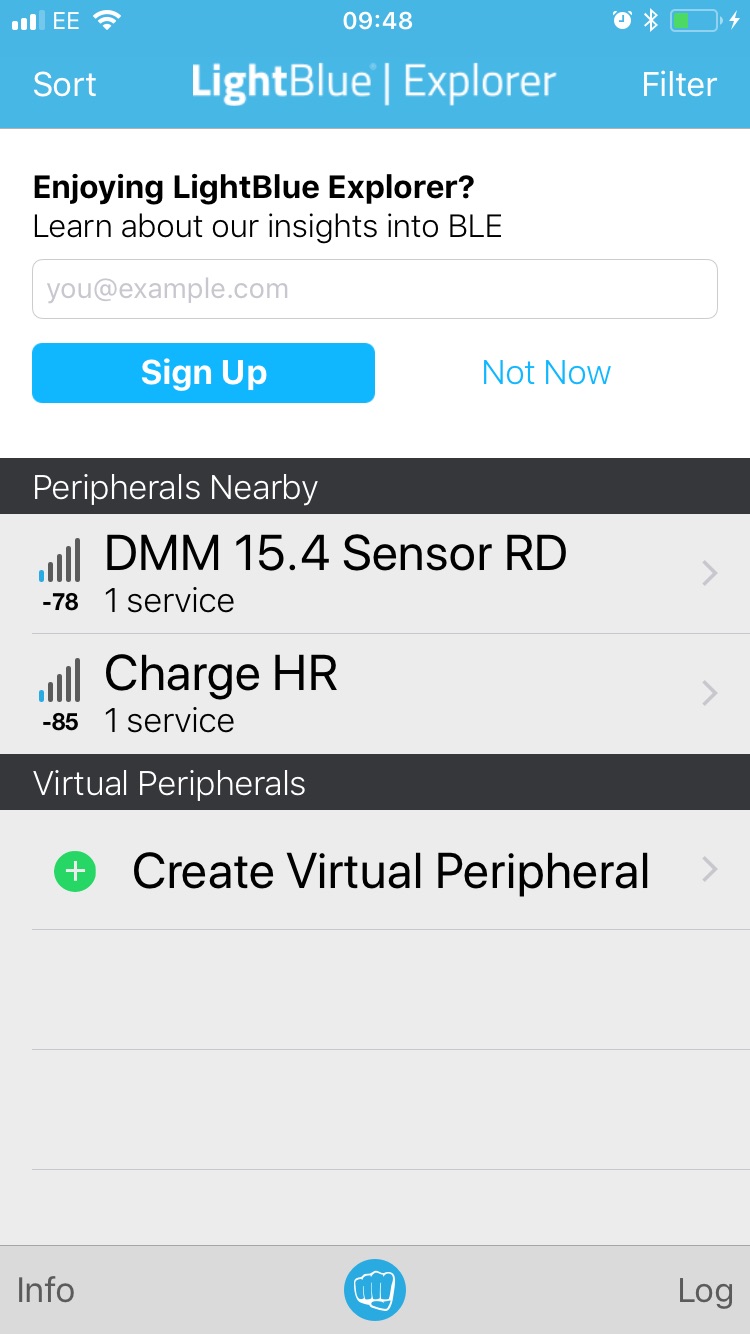 EE 09:48
Sort LightBlue® | Explorer Filter
Enjoying LightBlue Explorer?
Learn about our insights into BLE
you@example.com
Sign Up Not Now
Peripherals Nearby
DMM 15.4 Sensor RD
-78 1 service
Charge HR
-85 1 service
Virtual Peripherals
Create Virtual Peripheral
Info Log